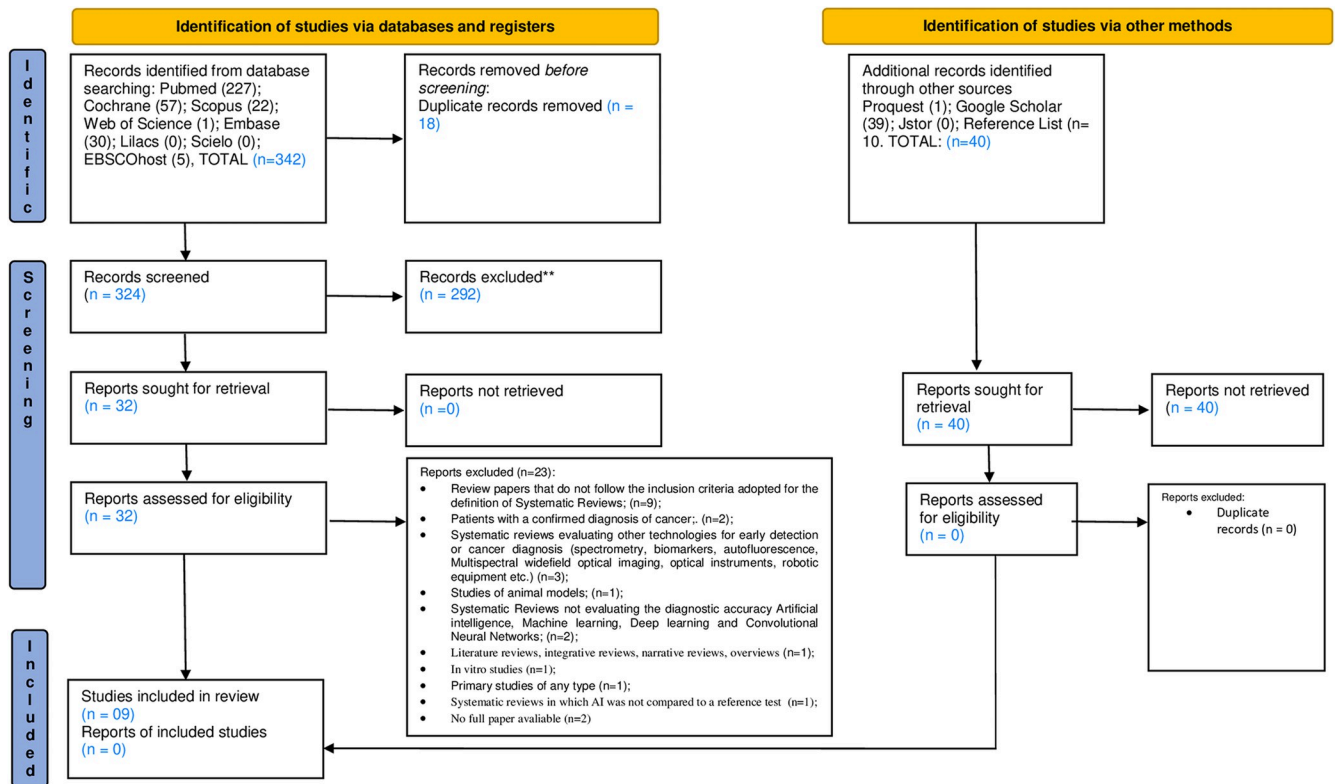 Identification of studies via databases and registers
Identification of studies via other methods
Identific
Records identified from database
searching: Pubmed (227);
Cochrane (57); Scopus (22);
Web of Science (1); Embase
(30); Lilacs (0); Scielo (0);
EBSCOhost (5), TOTAL (n=342)
Records removed before
screening:
Duplicate records removed (n =
18)
Additional records identified
through other sources
Proquest (1); Google Scholar
(39); Jstor (0); Reference List (n=
10. TOTAL: (n=40)
Screening
Records screened
(n = 324)
Records excluded**
(n = 292)
Reports sought for retrieval
(n = 32)
Reports not retrieved
(n =0)
Reports sought for
retrieval
(n = 40)
Reports not retrieved
(n = 40)
Reports assessed for eligibility
(n = 32)
Reports excluded (n=23):
• Review papers that do not follow the inclusion criteria adopted for the
definition of Systematic Reviews; (n=9);
• Patients with a confirmed diagnosis of cancer;. (n=2);
• Systematic reviews evaluating other technologies for early detection
or cancer diagnosis (spectrometry, biomarkers, autofluorescence,
Multispectral widefield optical imaging, optical instruments, robotic
equipment etc.) (n=3);
• Studies of animal models; (n=1);
• Systematic Reviews not evaluating the diagnostic accuracy Artificial
intelligence, Machine learning, Deep learning and Convolutional
Neural Networks; (n=2);
• Literature reviews, integrative reviews, narrative reviews, overviews (n=1);
• In vitro studies (n=1);
• Primary studies of any type (n=1);
• Systematic reviews in which AI was not compared to a reference test (n=1);
• No full paper avaliable (n=2)
Reports assessed
for eligibility
(n = 0)
Reports excluded:
• Duplicate
records (n = 0)
Included
Studies included in review
(n = 09)
Reports of included studies
(n = 0)